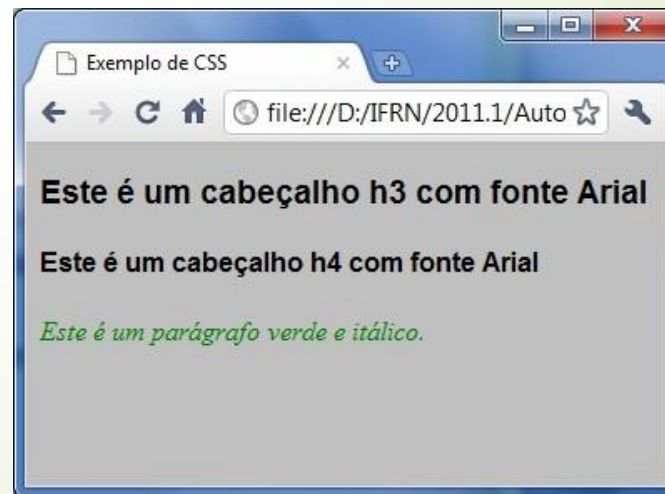 Exemplo de CSS
file:///D:/IFRN/2011.1/Auto
Este é um cabeçalho h3 com fonte Arial
Este é um cabeçalho h4 com fonte Arial
Este é um parágrafo verde e itálico.